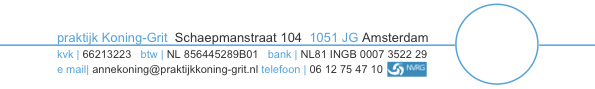 praktijk Koning-Grit Schaepmanstraat 104 1051 JG Amsterdam
kvk | 66213223 btw | NL 856445289B01 bank | NL81 INGB 0007 3522 29
e mail| annekoning@praktijkkoning-grit.nl telefoon | 06 12 75 47 10 NVRG